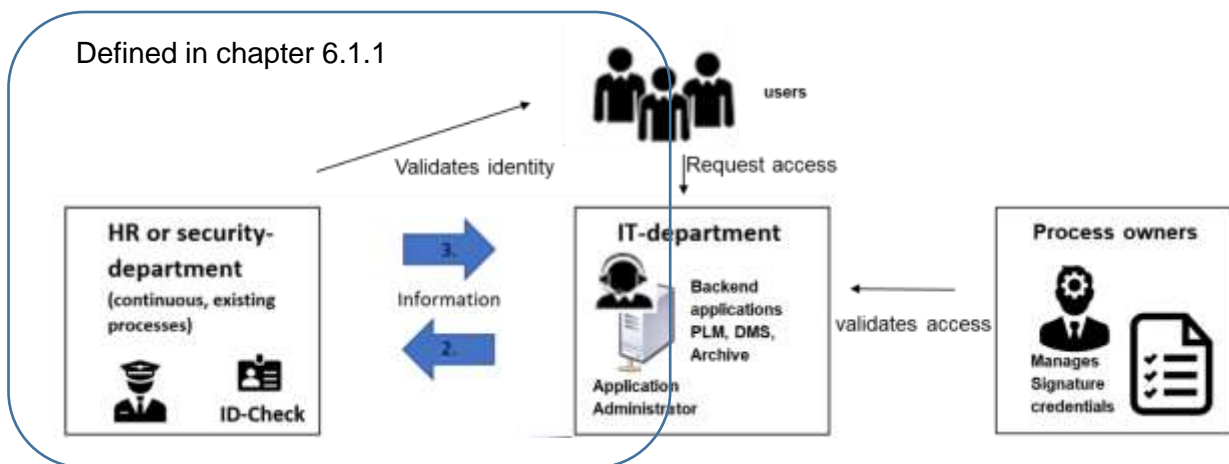 Defined in chapter 6.1.1
users
Validates identity
Request access
HR or security-
department
(continuous, existing
processes)
ID-Check
3.
Information
2.
IT-department
Backend
applications
PLM, DMS,
Archive
Application
Administrator
validates access
Process owners
Manages
Signature
credentials